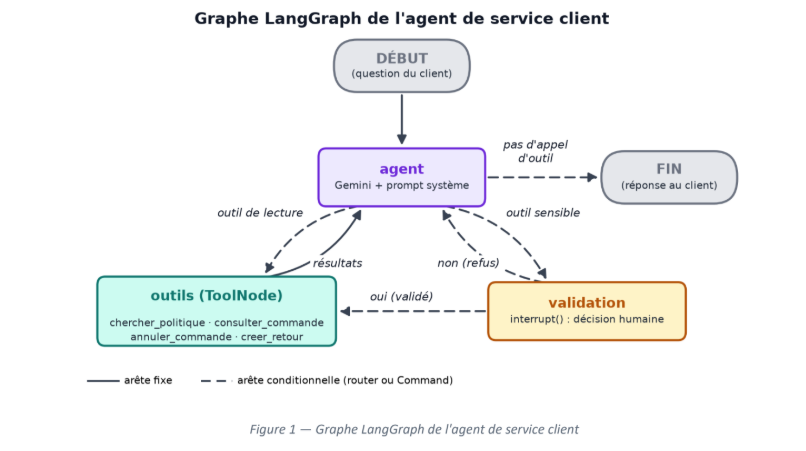 Graphe LangGraph de l'agent de service client
DÉBUT
(question du client)
pas d'appel
d'outil
agent
Gemini + prompt système
FIN
(réponse au client)
outil de lecture
outil sensible
résultats
non (refus)
outils (ToolNode)
chercher_politique · consulter_commande
annuler_commande · creer_retour
oui (validé)
validation
interrupt() : décision humaine
arête fixe
arête conditionnelle (router ou Command)
Figure 1 — Graphe LangGraph de l'agent de service client